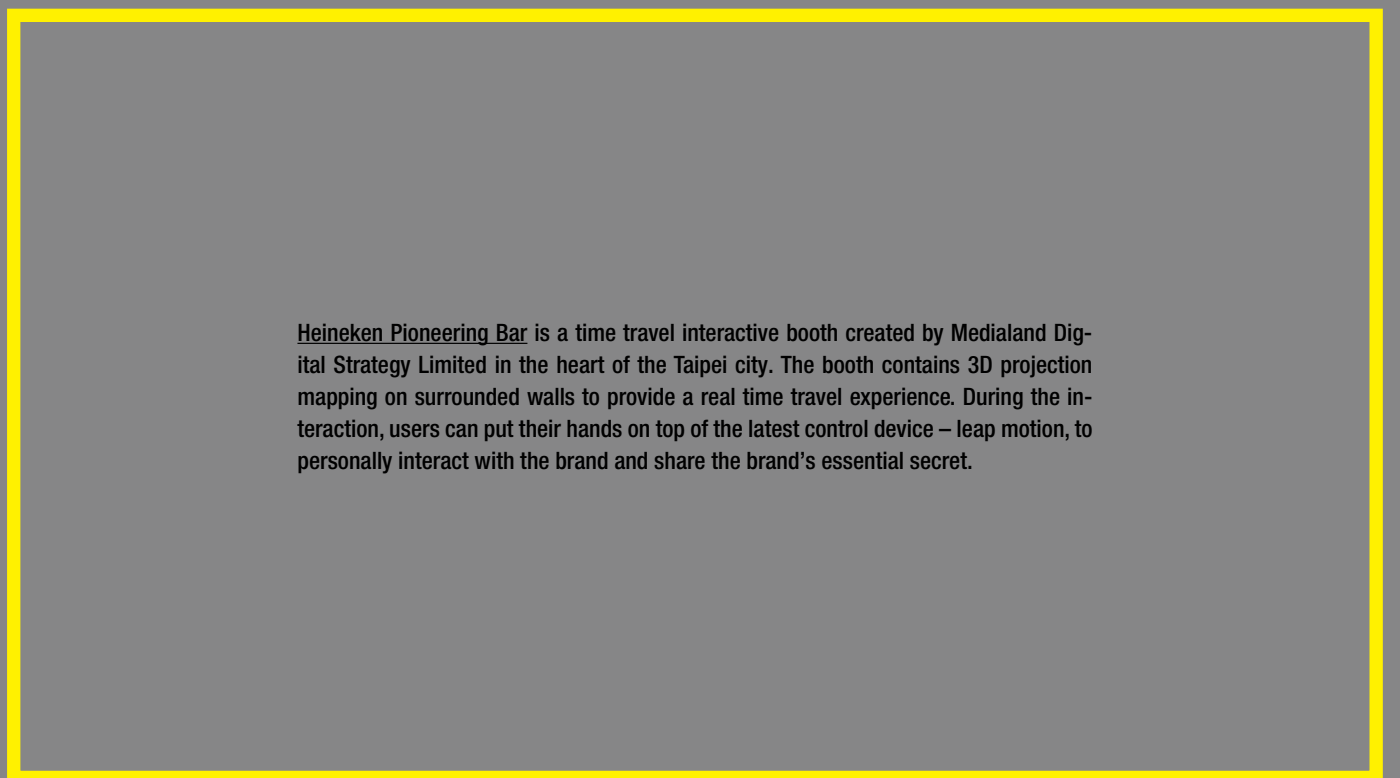 Heineken Pioneering Bar is a time travel interactive booth created by Medialand Dig-
ital Strategy Limited in the heart of the Taipei city. The booth contains 3D projection
mapping on surrounded walls to provide a real time travel experience. During the in-
teraction, users can put their hands on top of the latest control device – leap motion, to
personally interact with the brand and share the brand’s essential secret.